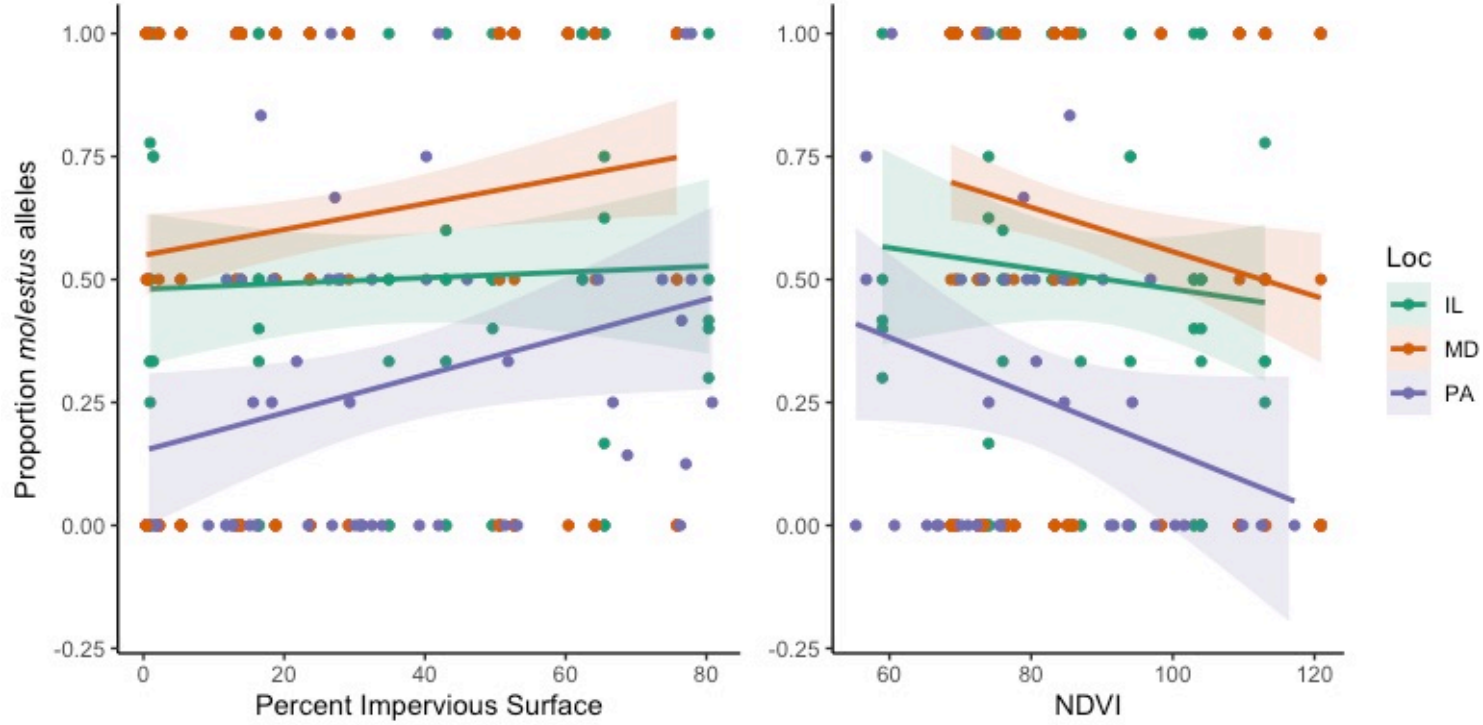 Proportion molestus alleles
1.00
0.75
0.50
0.25
0.00
-0.25
0 20 40 60 80
Percent Impervious Surface
1.00
0.75
0.50
0.25
0.00
-0.25
60 80 100 120
NDVI
Loc
IL
MD
PA